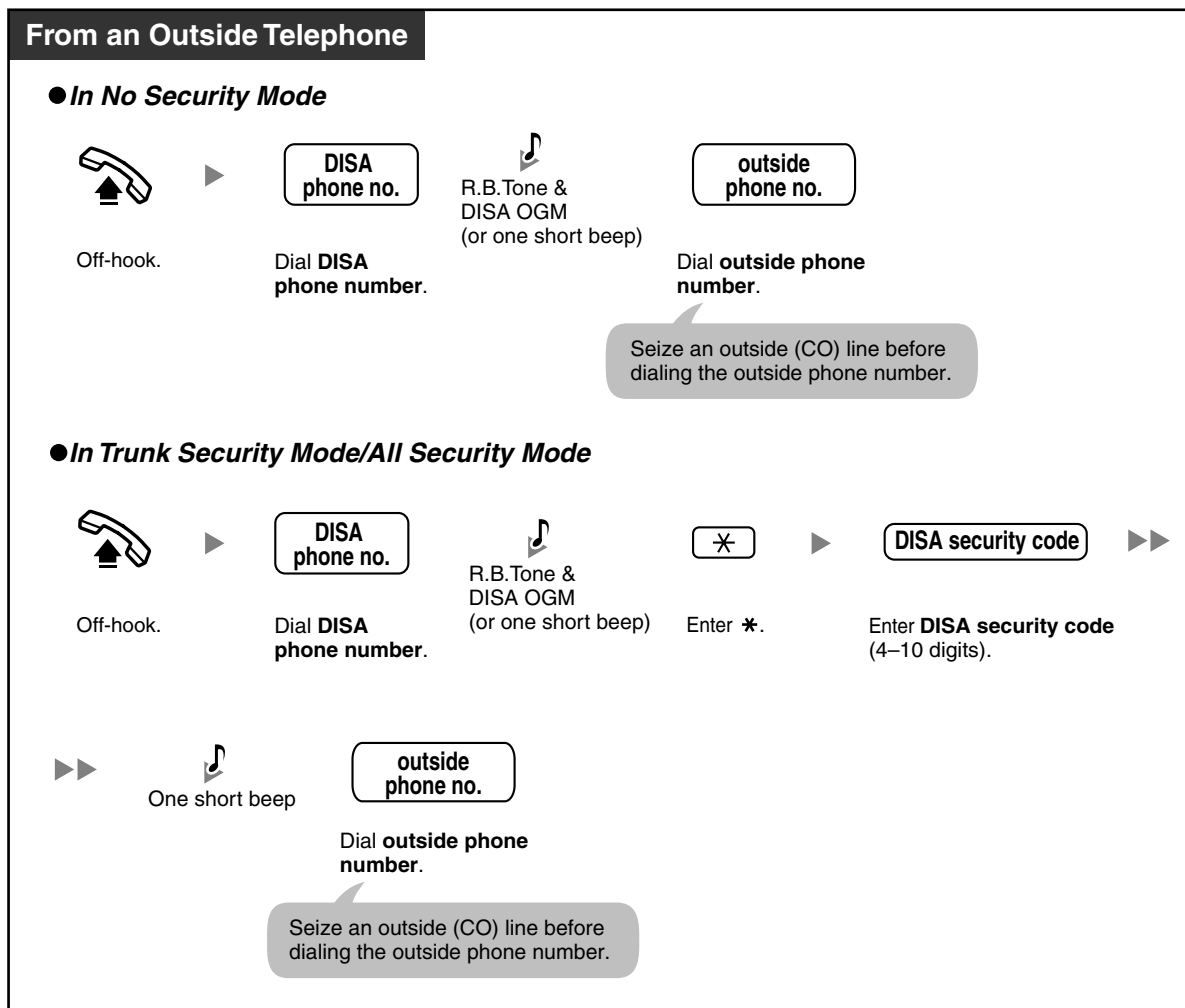 From an Outside Telephone
●In No Security Mode
DISA
phone no.
R.B.Tone &
DISA OGM
(or one short beep)
outside
phone no.
Off-hook.
Dial DISA
phone number.
Dial outside phone
number.
Seize an outside (CO) line before
dialing the outside phone number.
●In Trunk Security Mode/All Security Mode
DISA
phone no.
R.B.Tone &
DISA OGM
(or one short beep)
*
DISA security code
Off-hook.
Dial DISA
phone number.
Enter *.
Enter DISA security code
(4–10 digits).
One short beep
outside
phone no.
Dial outside phone
number.
Seize an outside (CO) line before
dialing the outside phone number.